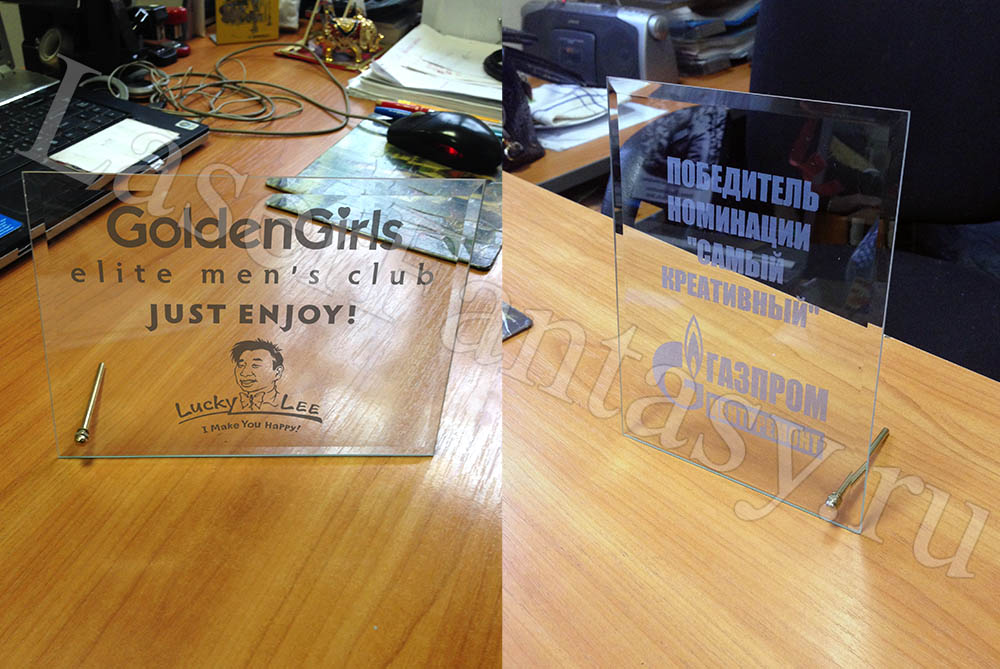 GoldenGirls
elite men's club
JUST ENJOY!
Lucky Lee
I Make You Happy!
ПОБЕДИТЕЛЬ
НОМИНАЦИИ
"САМЫЙ
КРЕАТИВНЫЙ"
ГАЗПРОМ